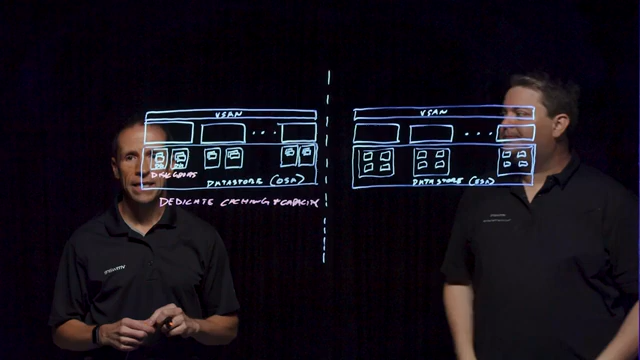 VSAN
DISKGROUPS
DATASTORE (OSA)
DEDICATE CACHING + CAPACITY
VSAN
DATASTORE (ESA)